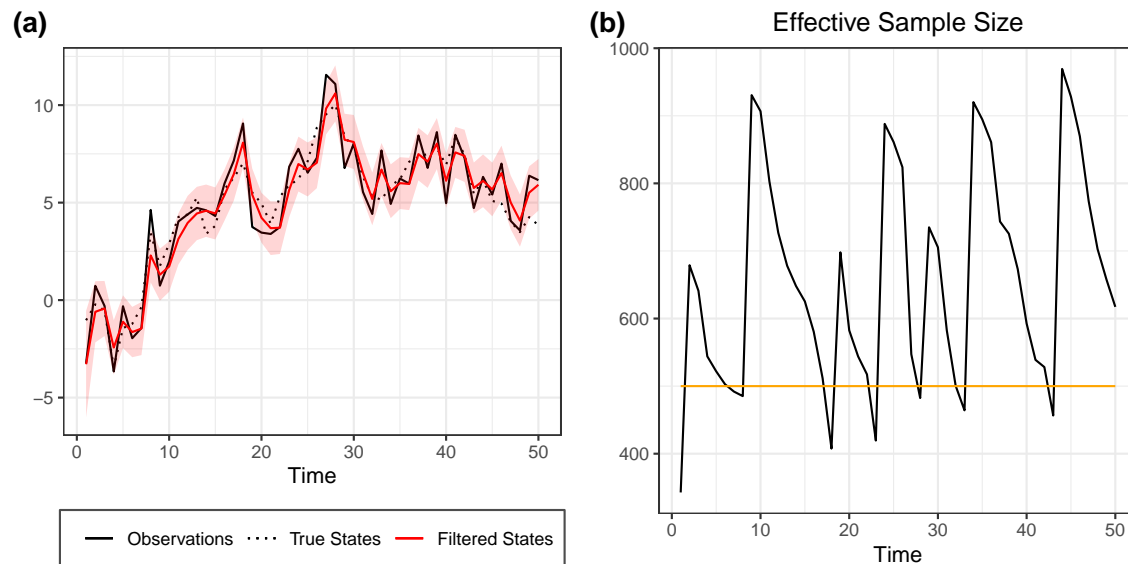 (a)
10
5
0
−5
0
10
20
30
40
50
Time
Observations
True States
Filtered States
(b)
Effective Sample Size
1000
800
600
400
0
10
20
30
40
50
Time